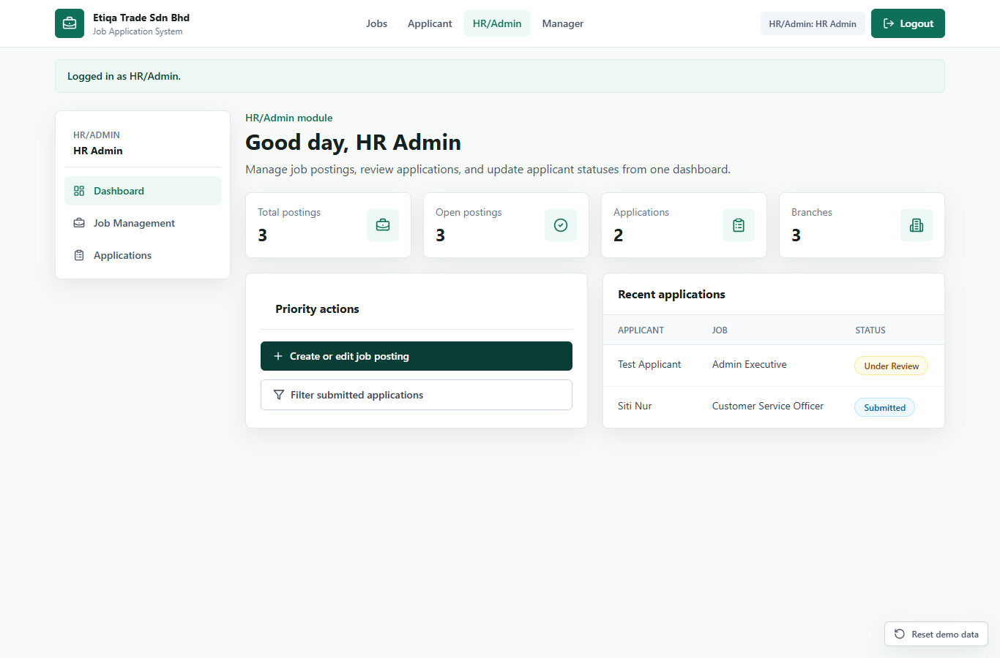 Etiqa Trade Sdn Bhd
Job Application System
Jobs
Applicant
HR/Admin
Manager
HR/Admin: HR Admin
Logout
Logged in as HR/Admin.
HR/ADMIN
HR Admin
Dashboard
Job Management
Applications
HR/Admin module
Good day, HR Admin
Manage job postings, review applications, and update applicant statuses from one dashboard.
Total postings
3
Open postings
3
Applications
2
Branches
3
Priority actions
Create or edit job posting
Filter submitted applications
Recent applications
APPLICANT JOB STATUS
Test Applicant Admin Executive Under Review
Siti Nur Customer Service Officer Submitted
Reset demo data